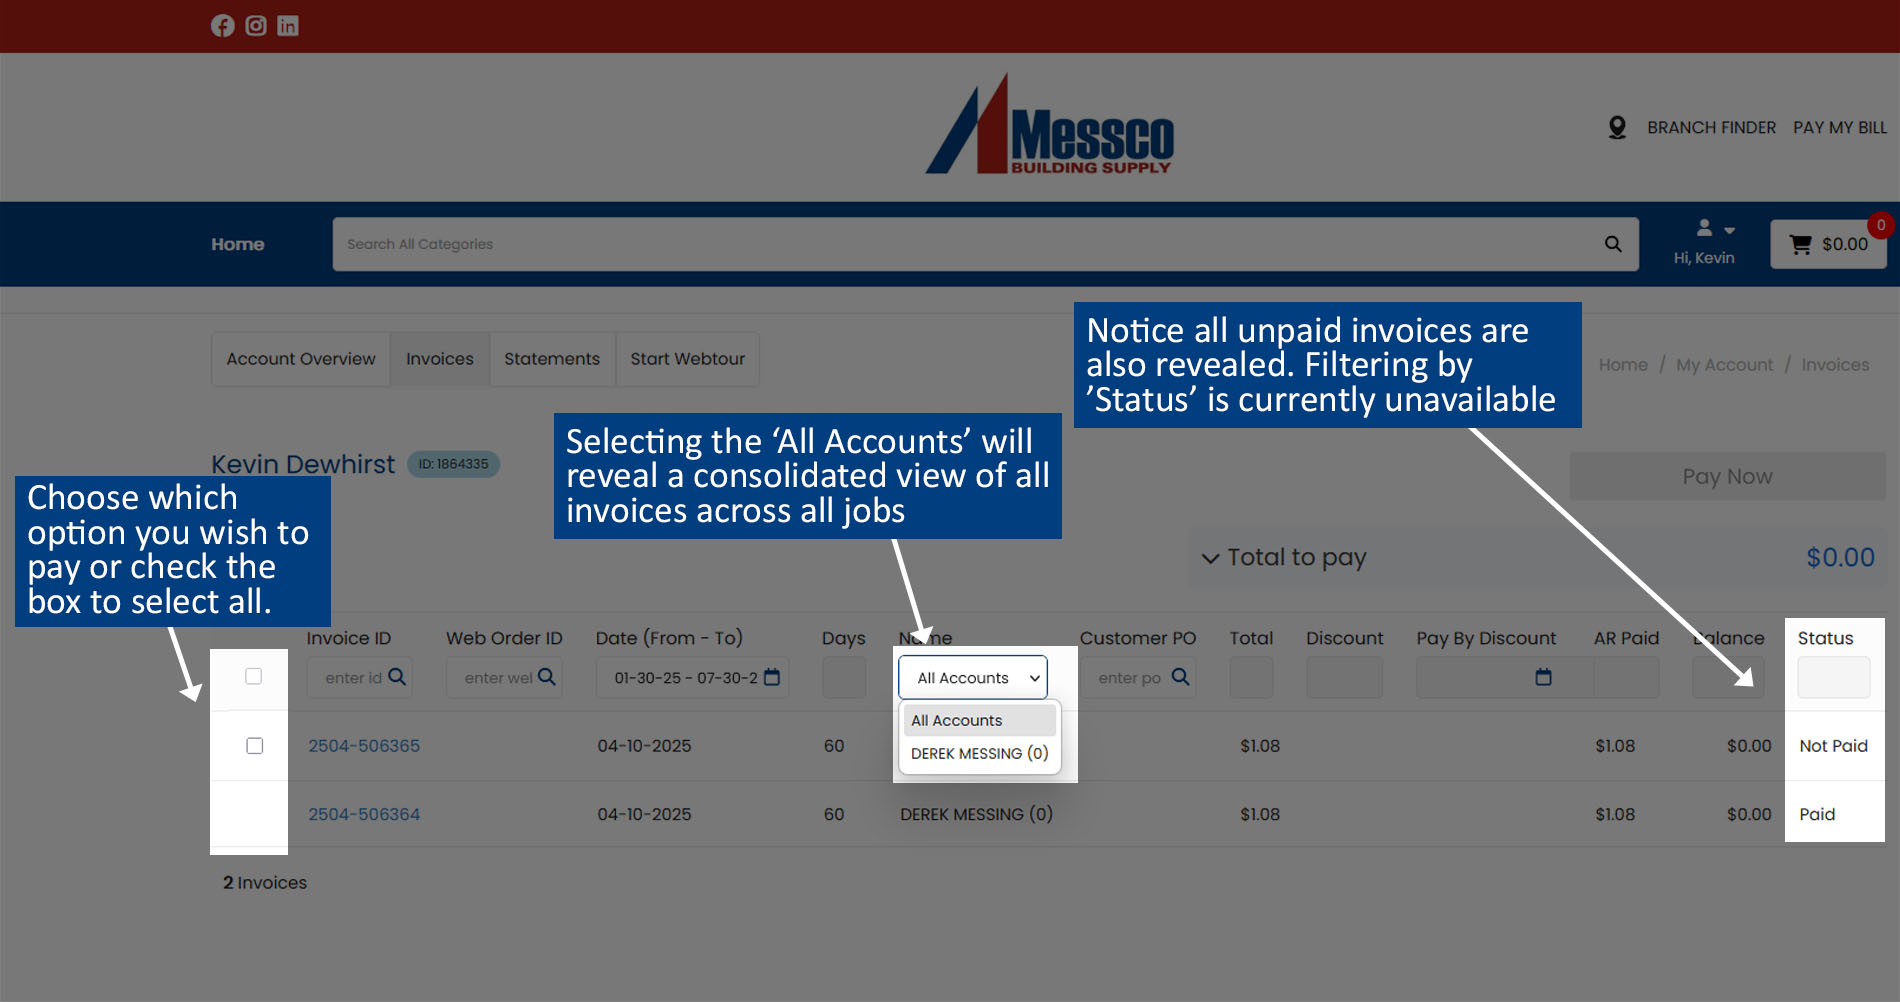 Messco
BUILDING SUPPLY
BRANCH FINDER PAY MY BILL
Home
Search All Categories
Hi, Kevin
0
$0.00
Account Overview Invoices Statements Start Webtour
Notice all unpaid invoices are
also revealed. Filtering by
’Status’ is currently unavailable
Home / My Account / Invoices
Selecting the ‘All Accounts’ will
reveal a consolidated view of all
invoices across all jobs
Kevin Dewhirst ID: 1864335
Choose which
option you wish to
pay or check the
box to select all.
Pay Now
Total to pay $0.00
Invoice ID Web Order ID Date (From - To) Days Name Customer PO Total Discount Pay By Discount AR Paid Balance Status
enter id enter wel 01-30-25 - 07-30-2 All Accounts enter po
All Accounts
DEREK MESSING (0)
2504-506365 04-10-2025 60 $1.08 $1.08 $0.00 Not Paid
2504-506364 04-10-2025 60 DEREK MESSING (0) $1.08 $1.08 $0.00 Paid
2 Invoices